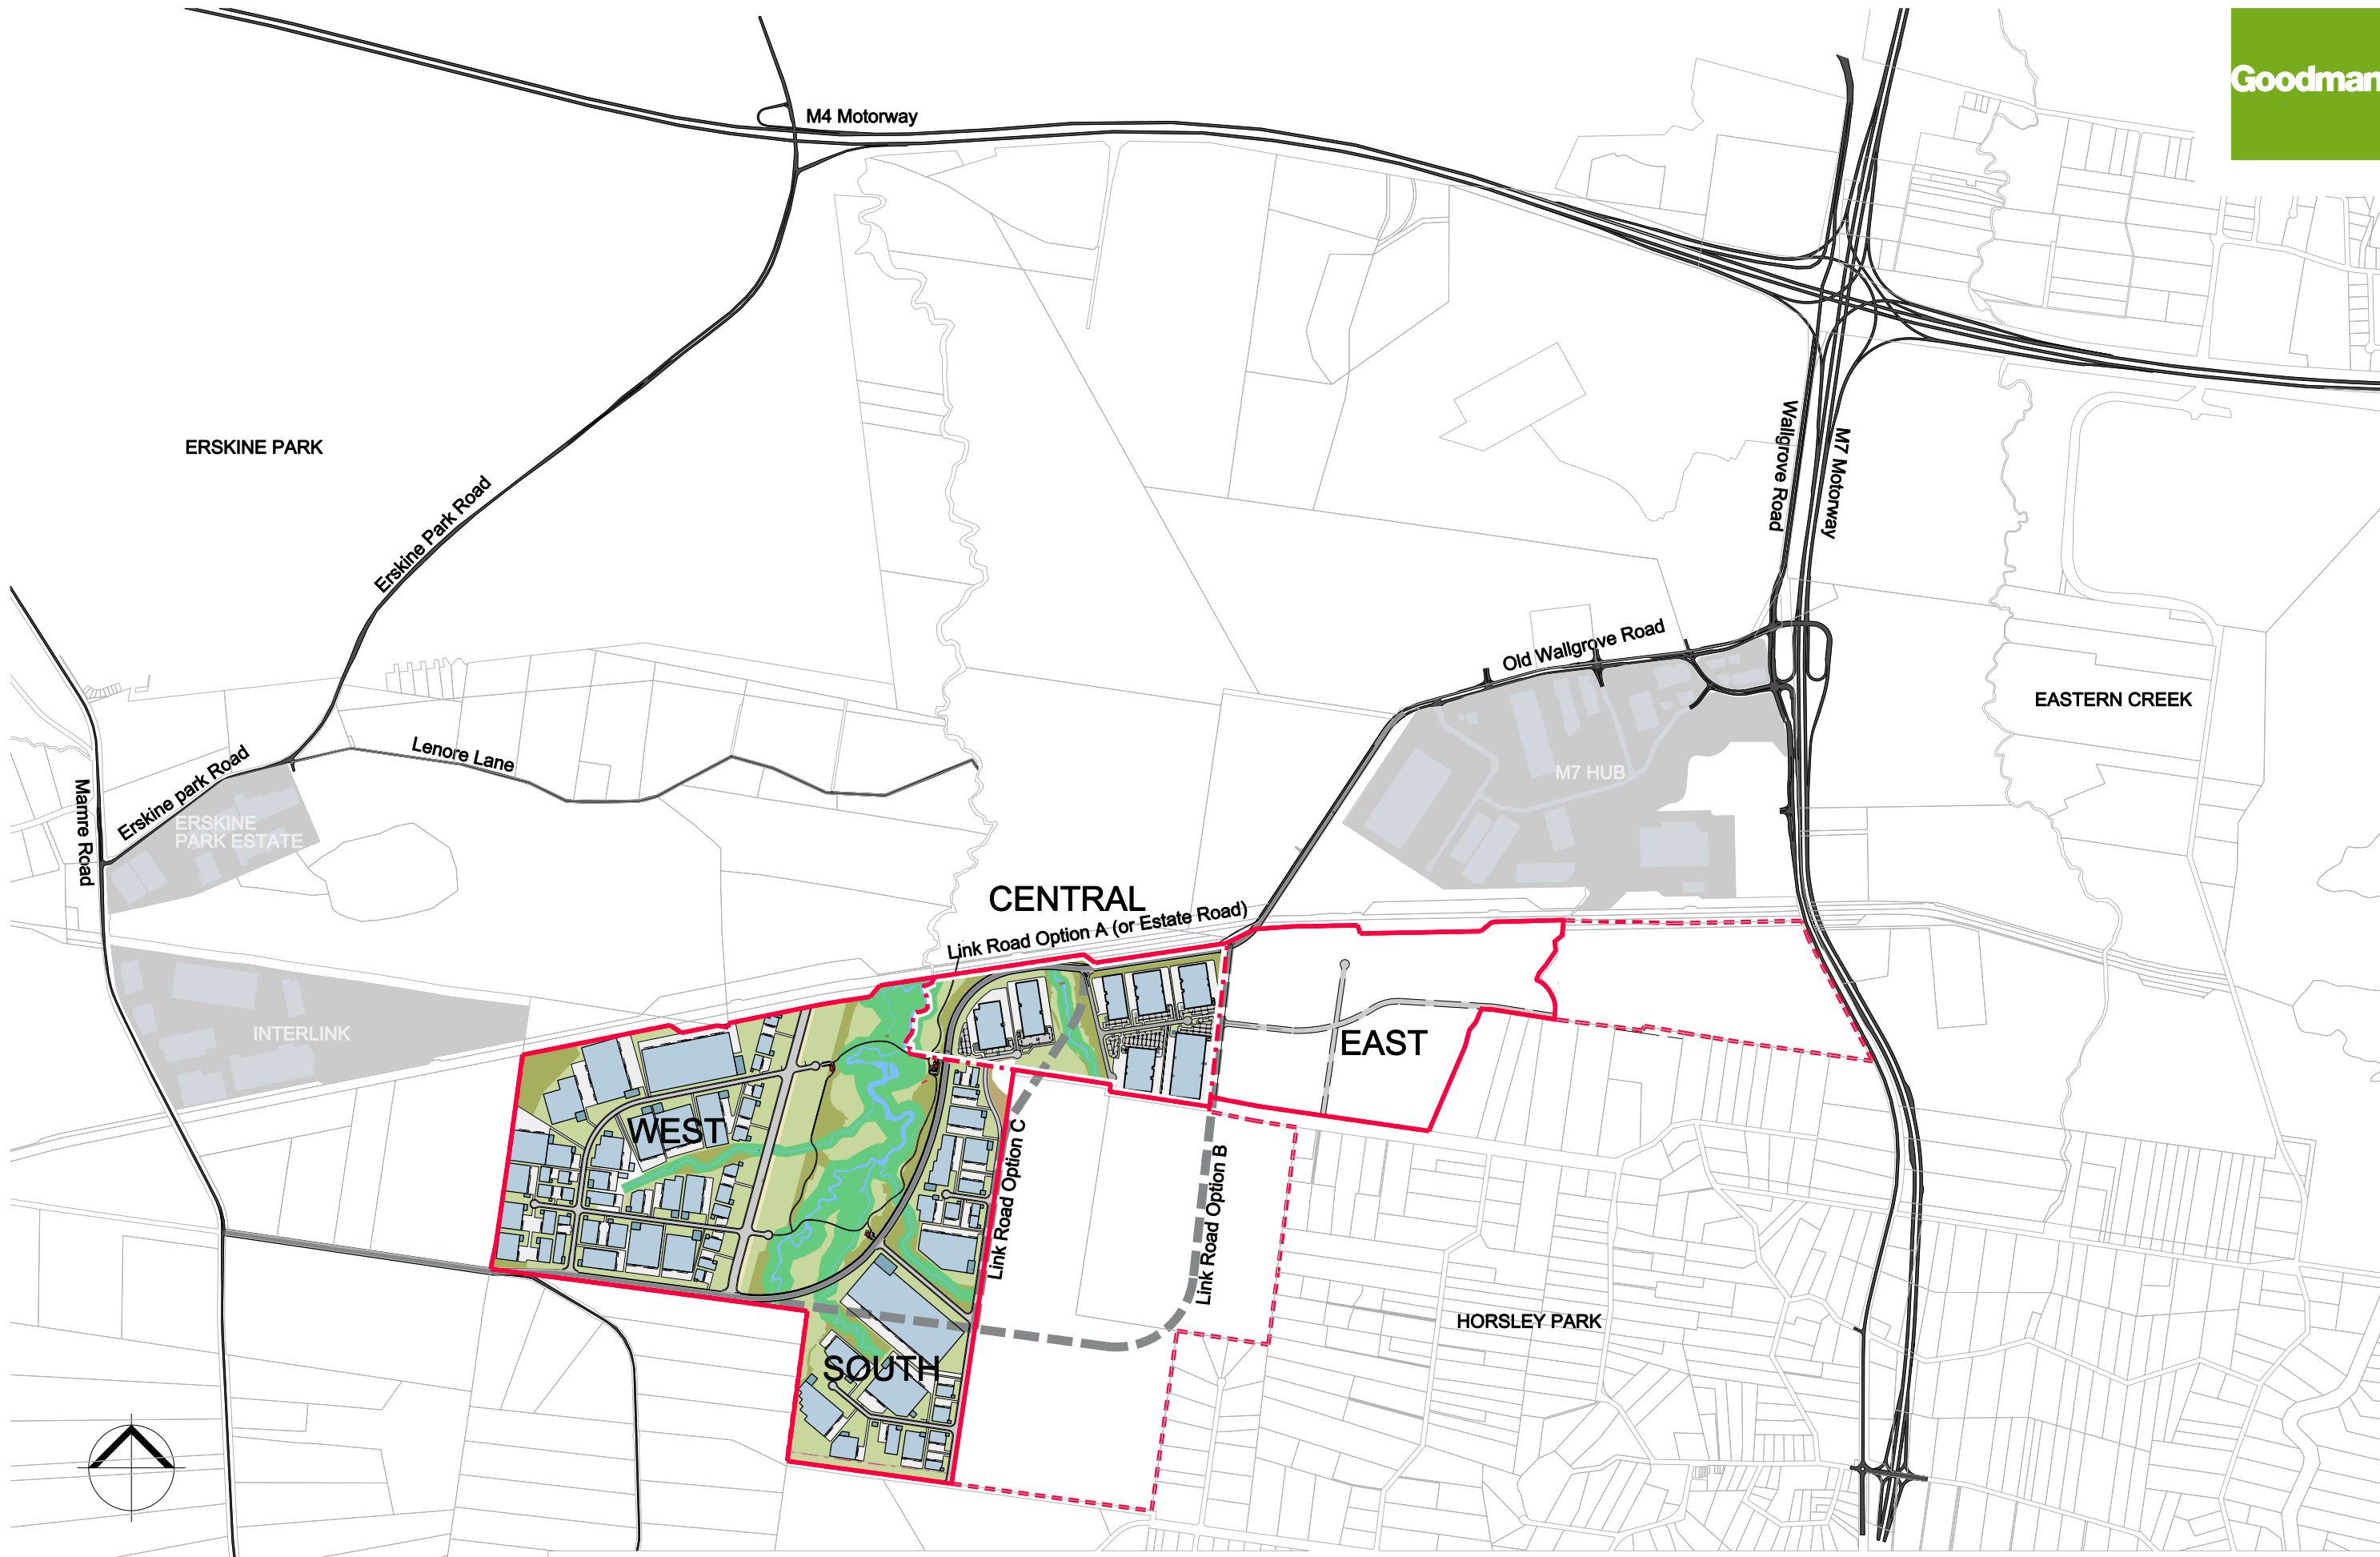 Goodman
M4 Motorway
ERSKINE PARK
Erskine Park Road
Wallgrove Road
M7 Motorway
Old Wallgrove Road
EASTERN CREEK
Lenore Lane
Erskine park Road
Mamre Road
ERSKINE
PARK ESTATE
M7 HUB
CENTRAL
Link Road Option A (or Estate Road)
INTERLINK
EAST
WEST
Link Road Option C
Link Road Option B
HORSLEY PARK
SOUTH